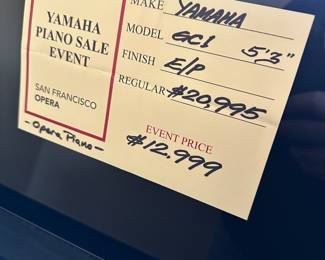 YAMAHA
PIANO SALE
EVENT
SAN FRANCISCO
OPERA
- Opera Piano -
MAKE YAMAHA
MODEL GC1 5'3"
FINISH E/P
REGULAR $20,995
EVENT PRICE
$12,999